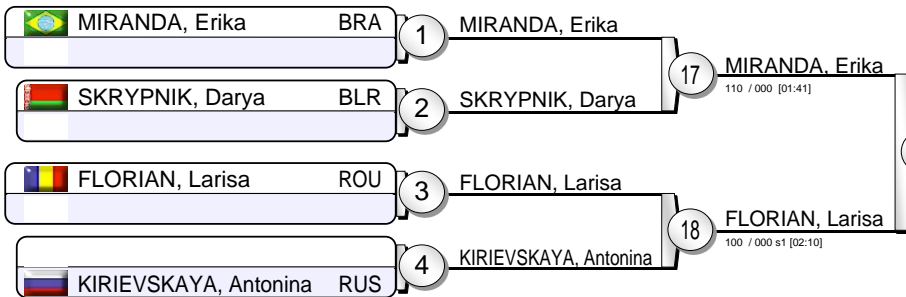 MIRANDA, Erika BRA
1
MIRANDA, Erika
17
MIRANDA, Erika
110 / 000 [01:41]
SKRYPNIK, Darya BLR
2
SKRYPNIK, Darya
FLORIAN, Larisa ROU
3
FLORIAN, Larisa
18
FLORIAN, Larisa
100 / 000 s1 [02:10]
KIRIEVSKAYA, Antonina RUS
4
KIRIEVSKAYA, Antonina